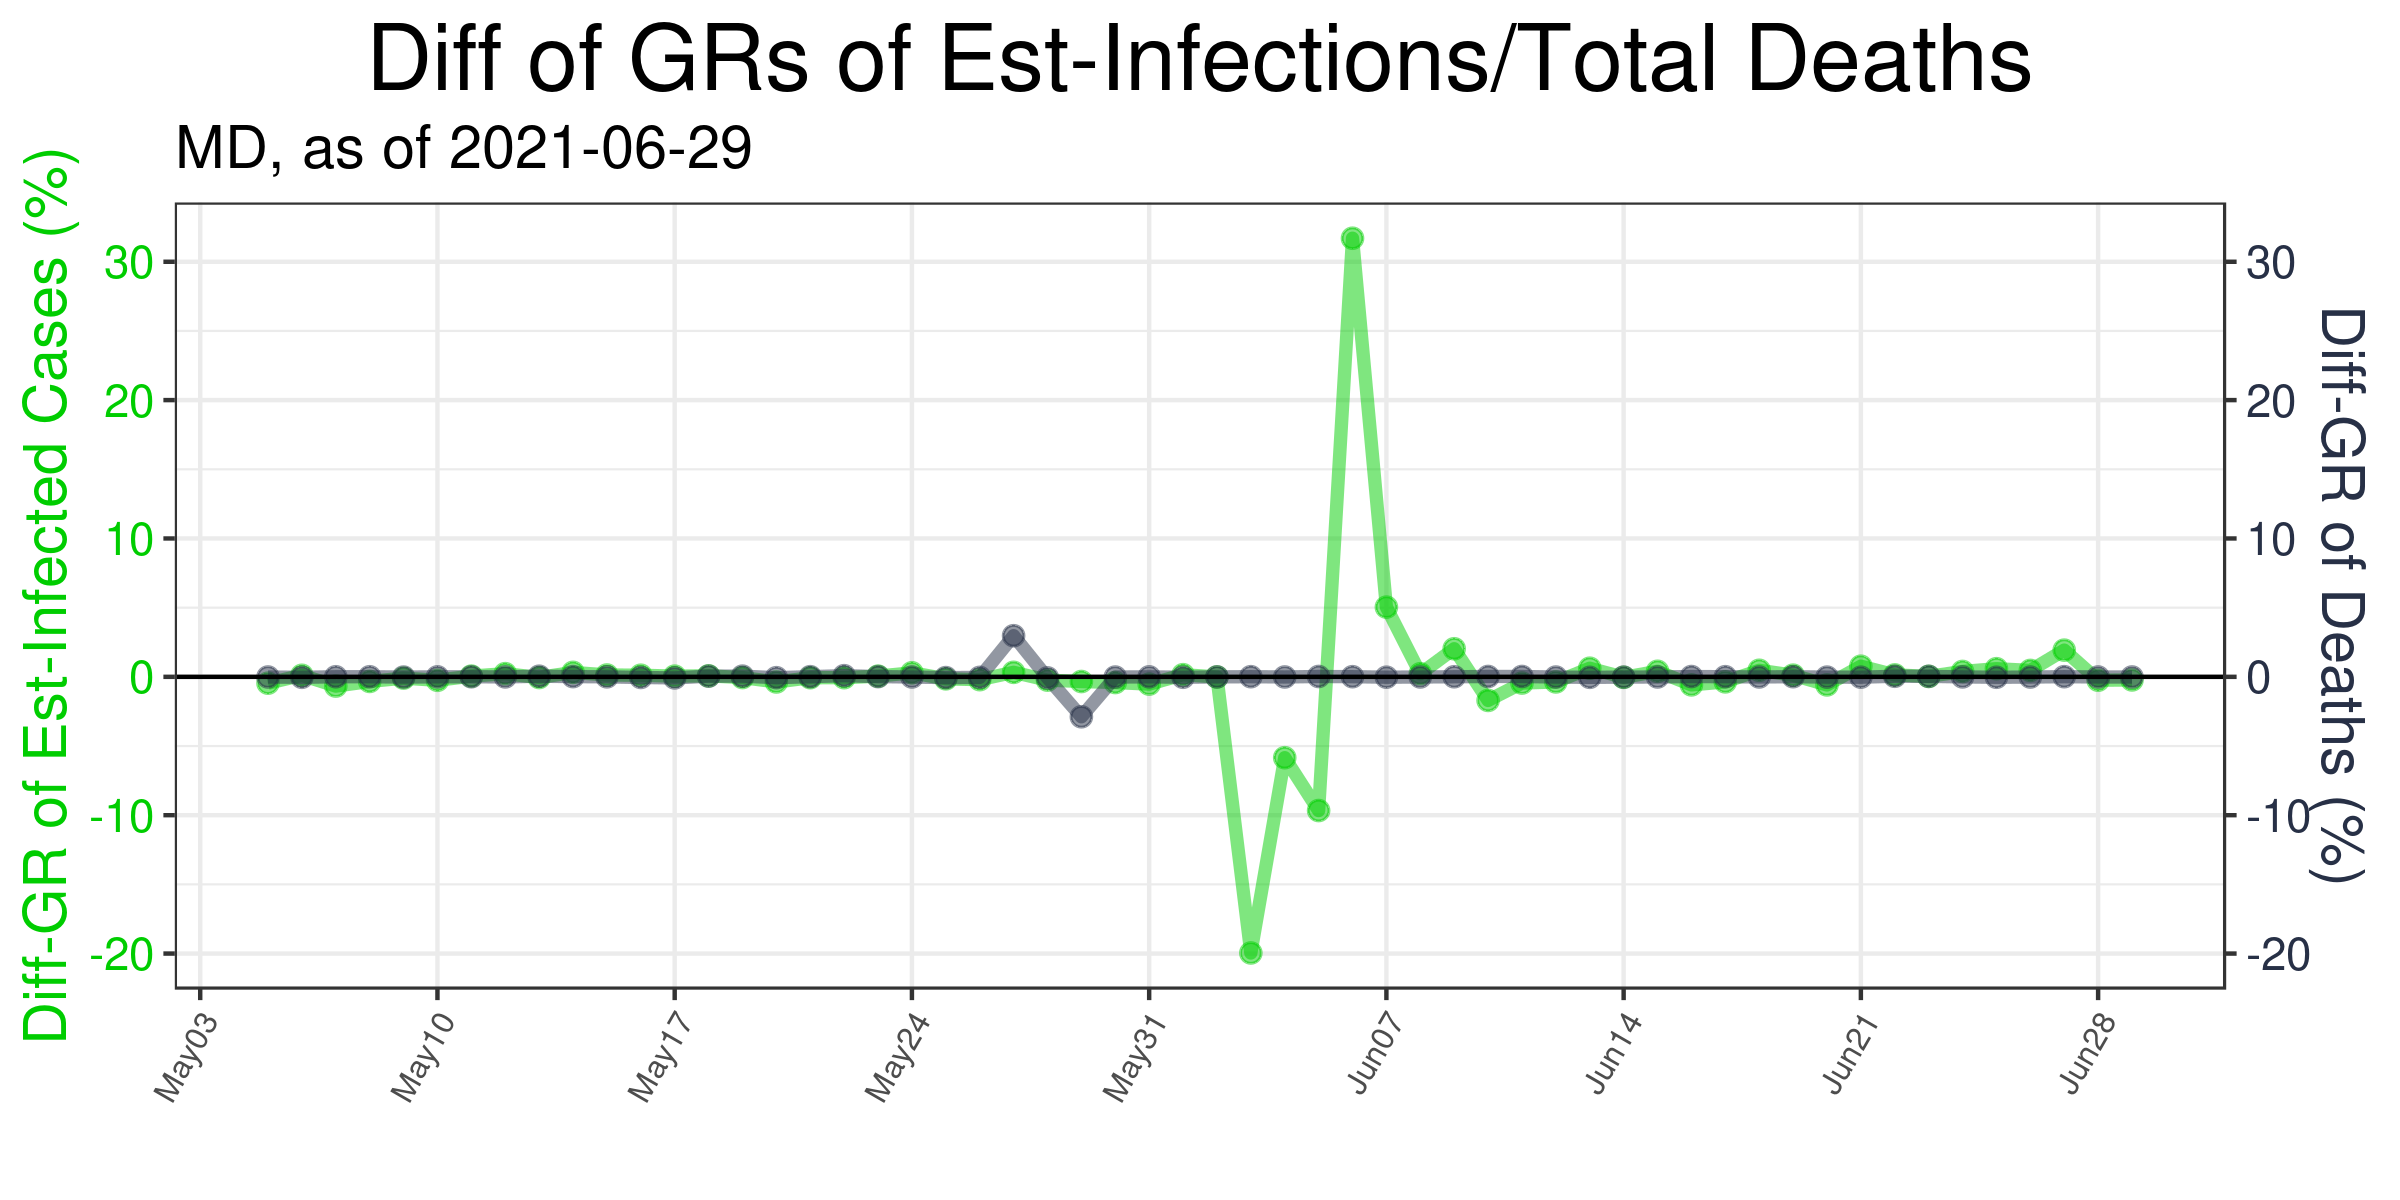 Diff of GRs of Est-Infections/Total Deaths
MD, as of 2021-06-29
Diff-GR of Est-Infected Cases (%)
30
20
10
0
-10
-20
30
20
10
0
-10
-20
Diff-GR of Deaths (%)
May03
May10
May17
May24
May31
Jun07
Jun14
Jun21
Jun28